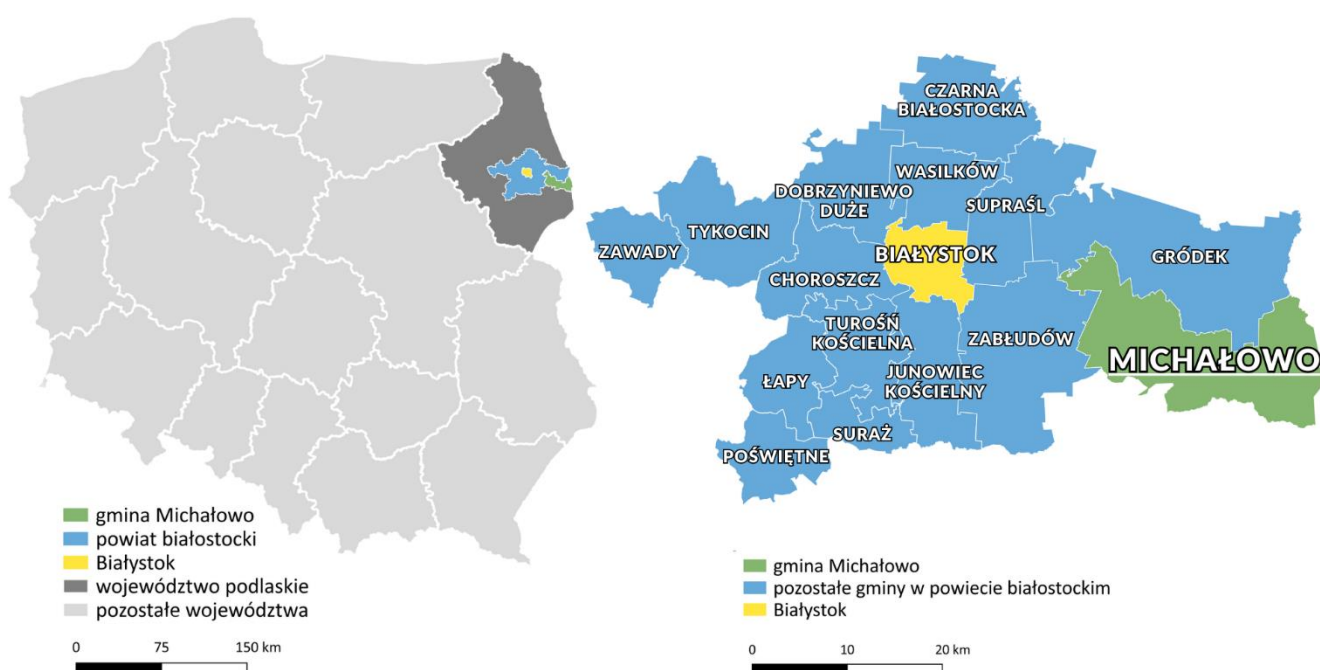 gmina Michałowo
powiat białostocki
Białystok
województwo podlaskie
pozostałe województwa
0 75 150 km
CZARNA
BIAŁOSTOCKA
WASILKÓW
DOBRZYNIEWO
DUŻE
SUPRAŚL
TYKOCIN
ZAWADY
BIAŁYSTOK
GRÓDEK
CHOROSZCZ
TUROŚŃ
KOŚCIELNA
ZABŁUDÓW
MICHAŁOWO
ŁAPY
JUNOWIEC
KOŚCIELNY
SURAŻ
POŚWIĘTNE
gmina Michałowo
pozostałe gminy w powiecie białostockim
Białystok
0 10 20 km